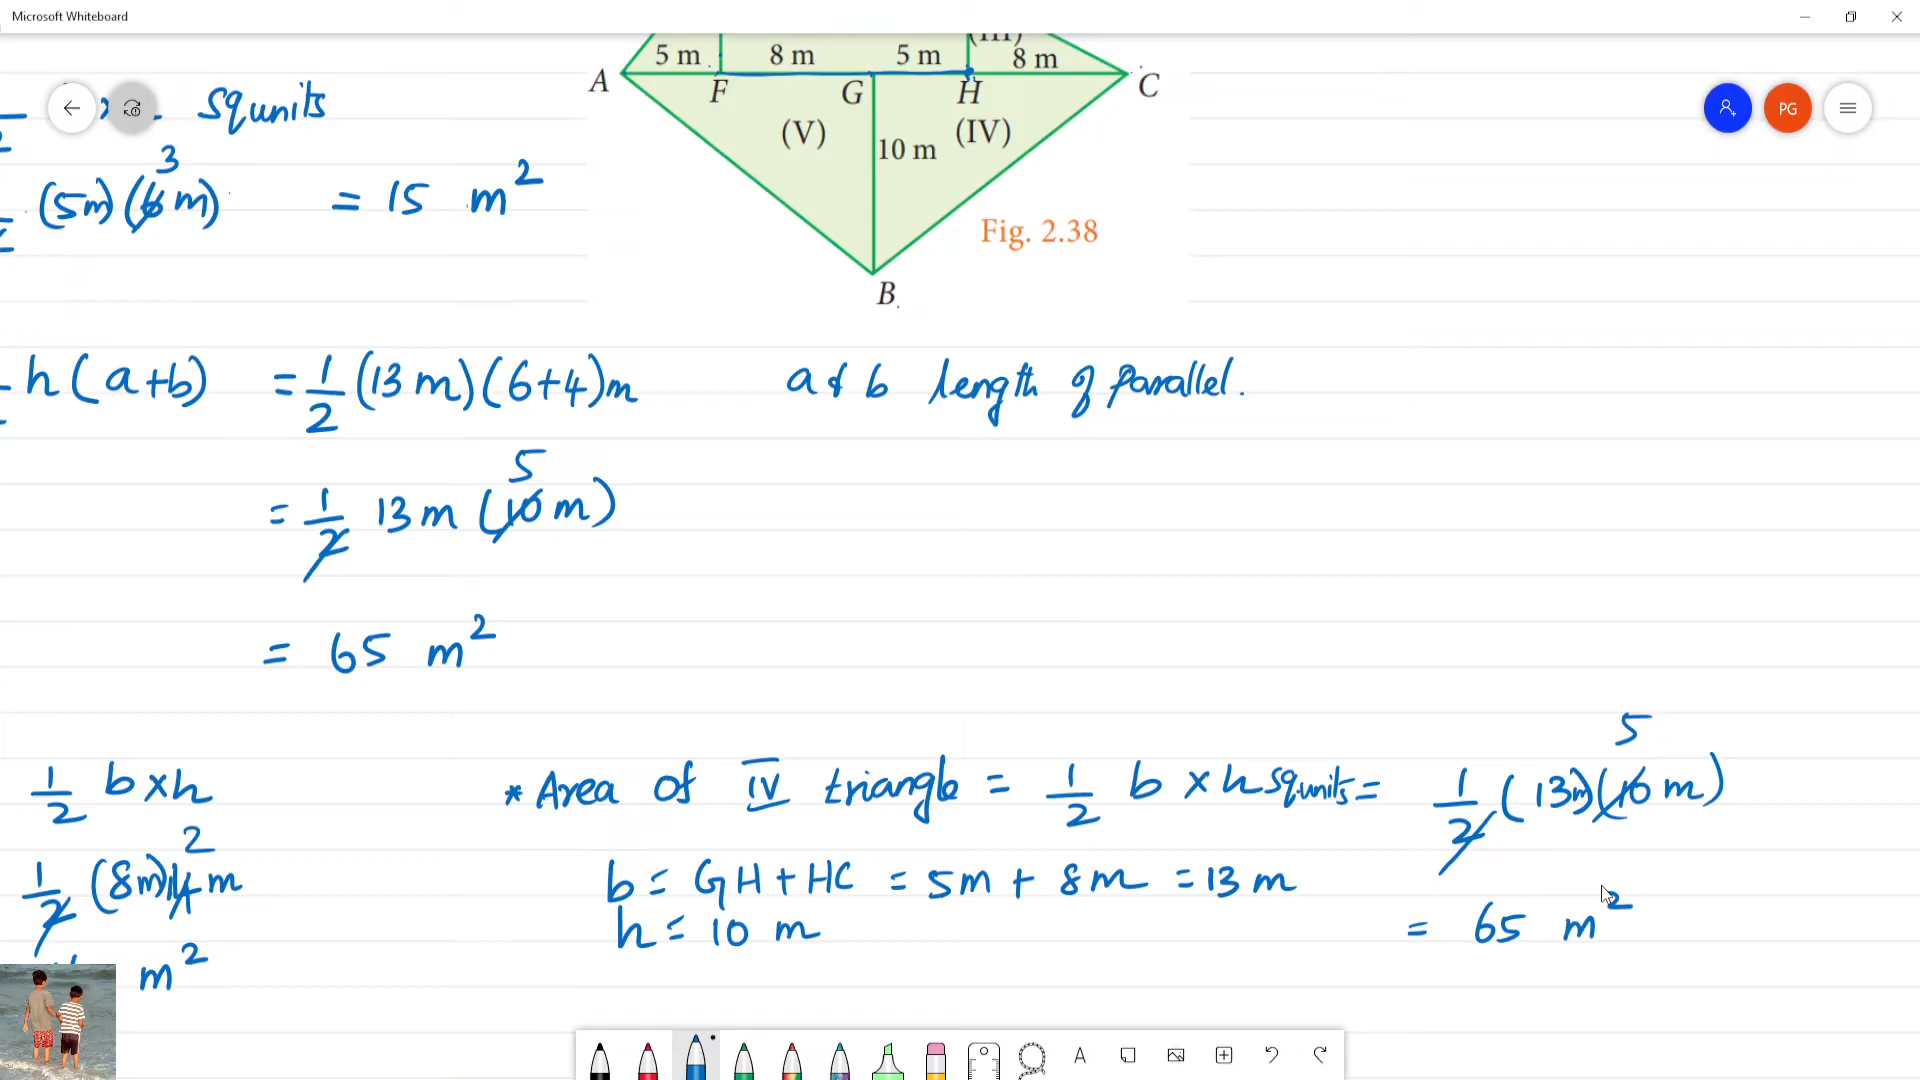 Microsoft Whiteboard
(III)
5 m 8 m 5 m 8 m
A F G H C
PG
sq units
(V) (IV)
10 m
3
(5m)(6m) = 15 m²
Fig. 2.38
B
h(a+b) = 1/2 (13 m)(6+4)m a & b length of parallel.
5
= 1/2 13 m (10 m)
= 65 m²
5
1/2 b x h * Area of IV triangle = 1/2 b x h sq.units = 1/2 (13m)(10 m)
2
1/2 (8m)4m b = GH + HC = 5m + 8m = 13 m
h = 10 m = 65 m²
m²
A